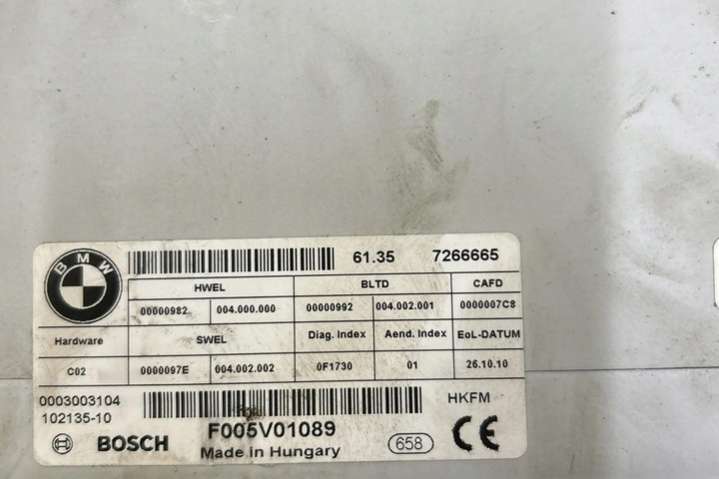 BMW
61.35 7266665
HWEL BLTD CAFD
00000982 004.000.000 00000992 004.002.001 0000007C8
Hardware SWEL Diag. Index Aend. Index EoL-DATUM
C02 0000097E 004.002.002 0F1730 01 26.10.10
0003003104 HKFM
102135-10
BOSCH F005V01089 658 CE
Made in Hungary